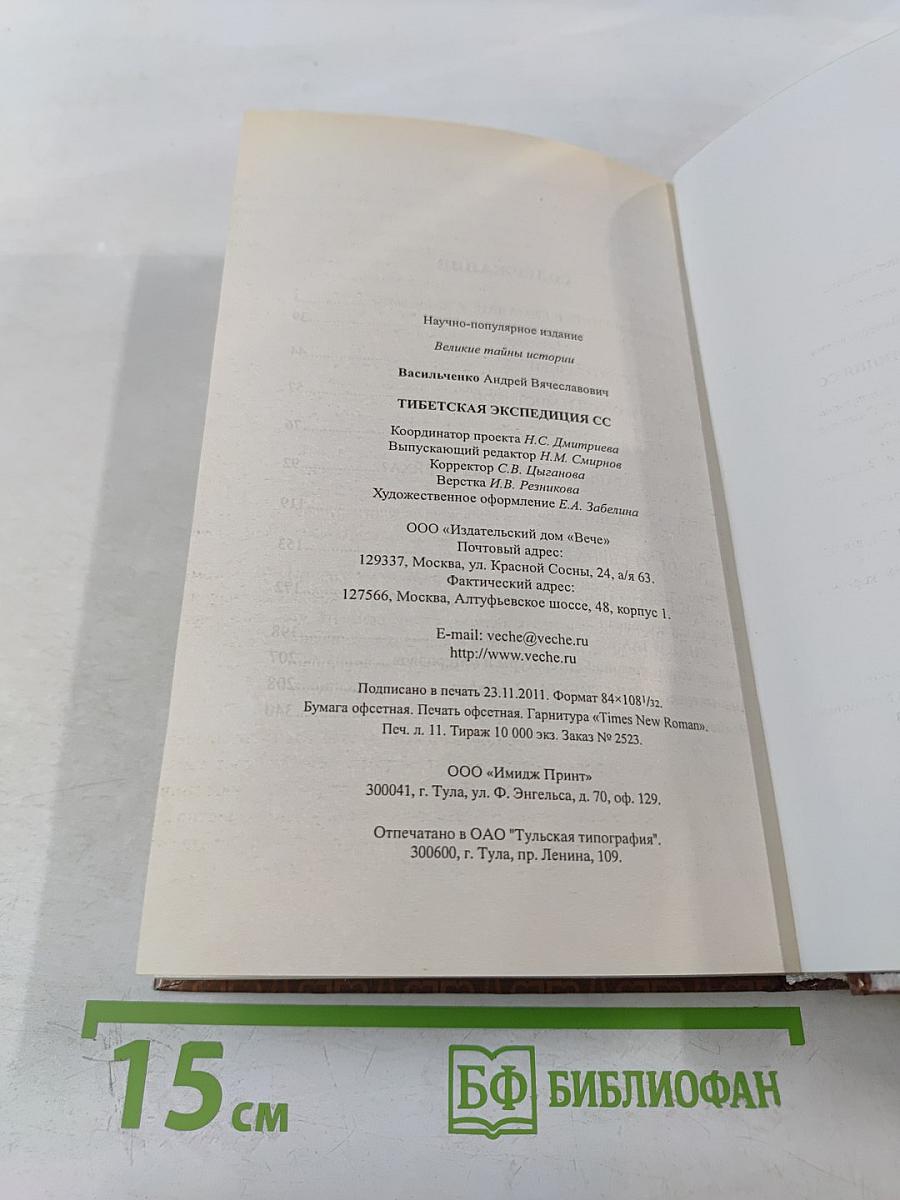 Научно-популярное издание
Великие тайны истории
Васильченко Андрей Вячеславович
ТИБЕТСКАЯ ЭКСПЕДИЦИЯ СС
Координатор проекта Н.С. Дмитриева
Выпускающий редактор Н.М. Смирнов
Корректор С.В. Цыганова
Верстка И.В. Резникова
Художественное оформление Е.А. Забелина
ООО «Издательский дом «Вече»
Почтовый адрес:
129337, Москва, ул. Красной Сосны, 24, а/я 63.
Фактический адрес:
127566, Москва, Алтуфьевское шоссе, 48, корпус 1.
E-mail: veche@veche.ru
http://www.veche.ru
Подписано в печать 23.11.2011. Формат 84×108 1/32.
Бумага офсетная. Печать офсетная. Гарнитура «Times New Roman».
Печ. л. 11. Тираж 10 000 экз. Заказ № 2523.
ООО «Имидж Принт»
300041, г. Тула, ул. Ф. Энгельса, д. 70, оф. 129.
Отпечатано в ОАО "Тульская типография".
300600, г. Тула, пр. Ленина, 109.
15 см
БФ БИБЛИОФАН